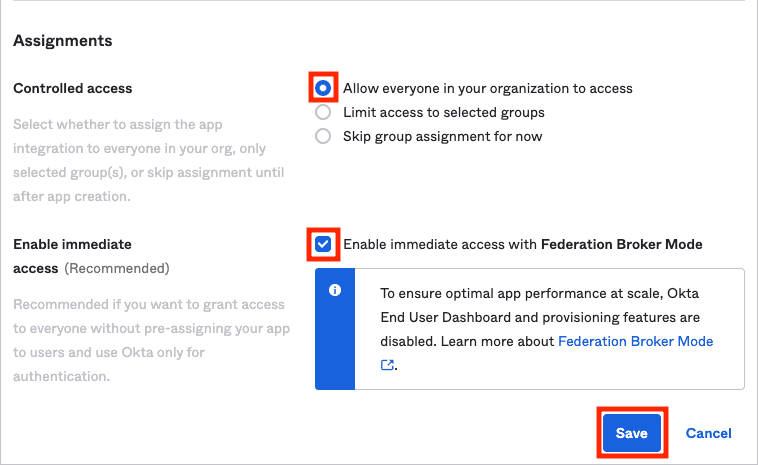 Assignments
Controlled access
Select whether to assign the app
integration to everyone in your org, only
selected group(s), or skip assignment until
after app creation.
Allow everyone in your organization to access
Limit access to selected groups
Skip group assignment for now
Enable immediate
access (Recommended)
Recommended if you want to grant access
to everyone without pre-assigning your app
to users and use Okta only for
authentication.
Enable immediate access with Federation Broker Mode
To ensure optimal app performance at scale, Okta
End User Dashboard and provisioning features are
disabled. Learn more about Federation Broker Mode
.
Save Cancel